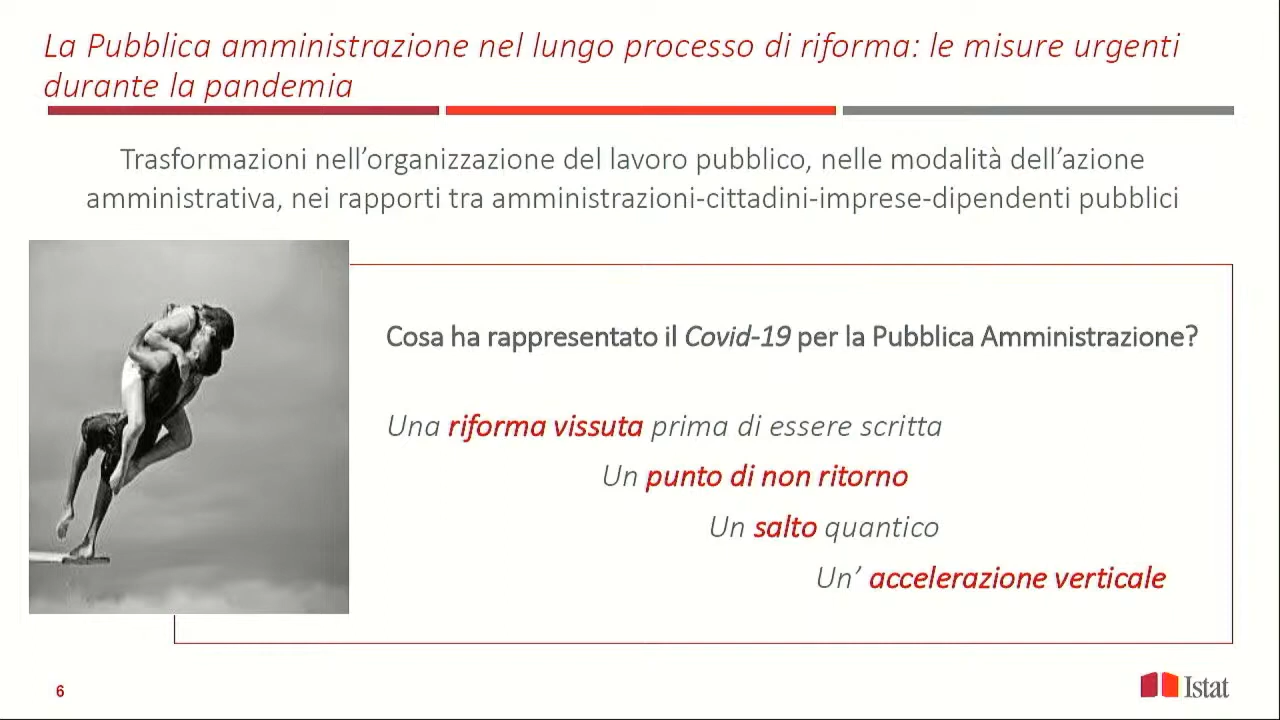 La Pubblica amministrazione nel lungo processo di riforma: le misure urgenti
durante la pandemia
Trasformazioni nell’organizzazione del lavoro pubblico, nelle modalità dell’azione
amministrativa, nei rapporti tra amministrazioni-cittadini-imprese-dipendenti pubblici
Cosa ha rappresentato il Covid-19 per la Pubblica Amministrazione?
Una riforma vissuta prima di essere scritta
Un punto di non ritorno
Un salto quantico
Un’ accelerazione verticale
6
Istat